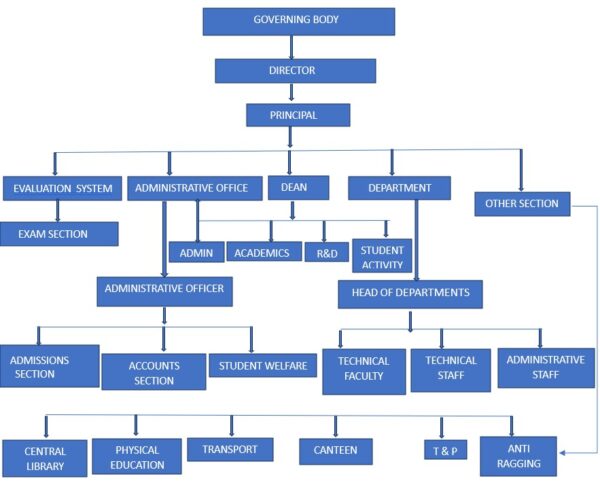 GOVERNING BODY
DIRECTOR
PRINCIPAL
EVALUATION SYSTEM
ADMINISTRATIVE OFFICE
DEAN
DEPARTMENT
OTHER SECTION
EXAM SECTION
ADMIN
ACADEMICS
R&D
STUDENT
ACTIVITY
ADMINISTRATIVE OFFICER
HEAD OF DEPARTMENTS
ADMISSIONS
SECTION
ACCOUNTS
SECTION
STUDENT WELFARE
TECHNICAL
FACULTY
TECHNICAL
STAFF
ADMINISTRATIVE
STAFF
CENTRAL
LIBRARY
PHYSICAL
EDUCATION
TRANSPORT
CANTEEN
T & P
ANTI
RAGGING